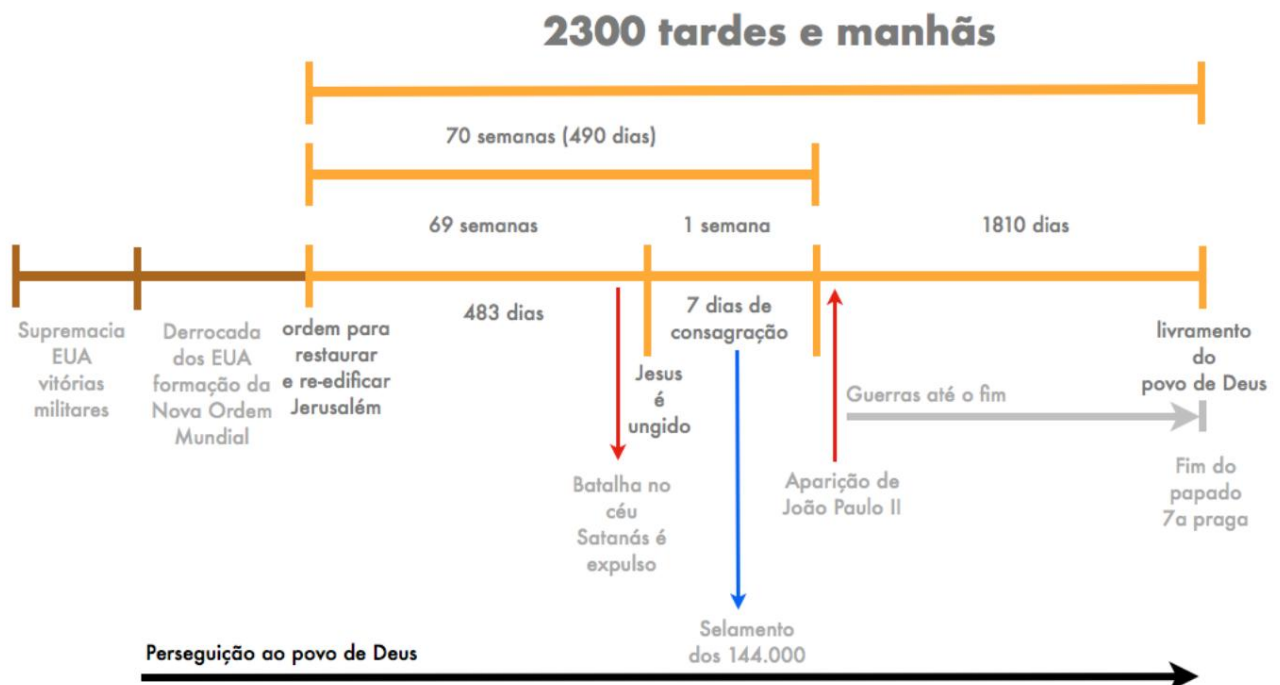 2300 tardes e manhãs
70 semanas (490 dias)
69 semanas
1 semana
1810 dias
Supremacia
EUA
vitórias
militares
Derrocada
dos EUA
formação da
Nova Ordem
Mundial
ordem para
restaurar
e re-edificar
Jerusalém
483 dias
7 dias de
consagração
Jesus
é
ungido
livramento
do
povo de Deus
Guerras até o fim
Batalha no
céu
Satanás é
expulso
Aparição de
João Paulo II
Fim do
papado
7a praga
Selamento
dos 144.000
Perseguição ao povo de Deus